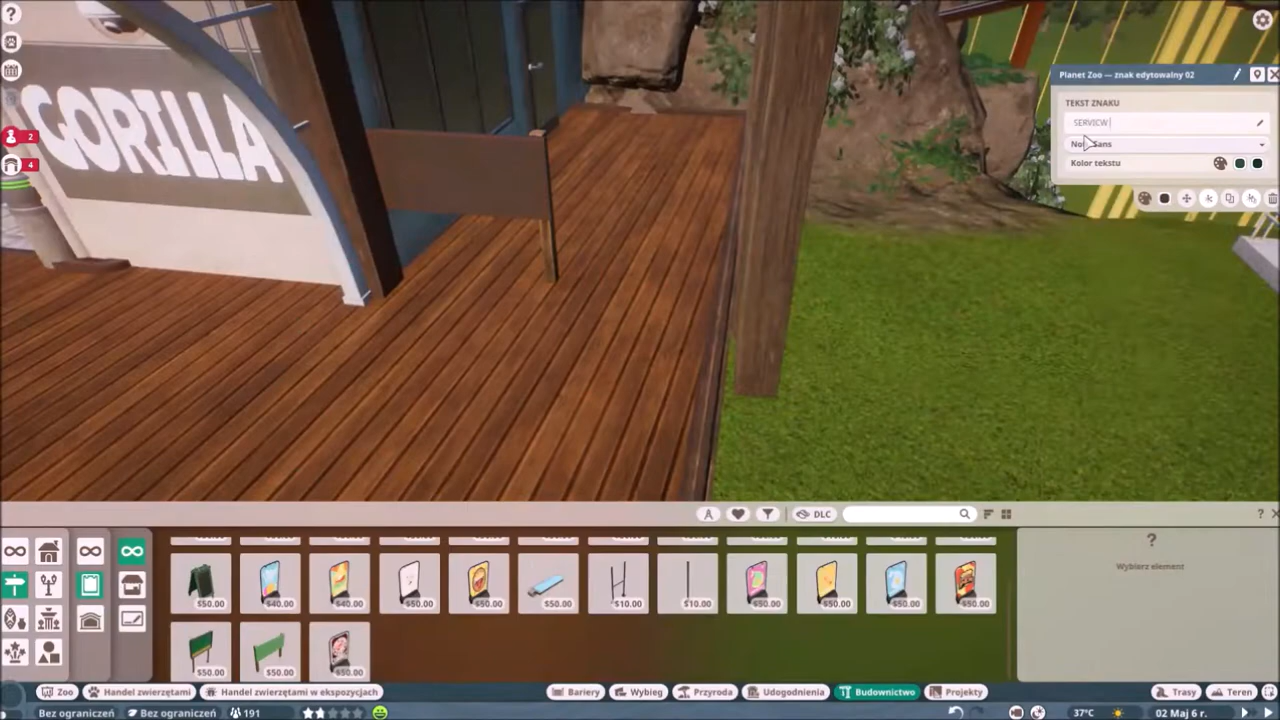 GORILLA
2
4
Planet Zoo — znak edytowalny 02
TEKST ZNAKU
SERVICW
Noto Sans
Kolor tekstu
DLC
?
Wybierz element
$50.00 $40.00 $40.00 $50.00 $50.00 $50.00 $10.00 $10.00 $50.00 $50.00 $50.00 $50.00
$50.00 $50.00 $50.00
Zoo Handel zwierzętami Handel zwierzętami w ekspozycjach Bariery Wybieg Przyroda Udogodnienia Budownictwo Projekty Trasy Teren
Bez ograniczeń Bez ograniczeń 191 37°C 02 Maj 6 r.